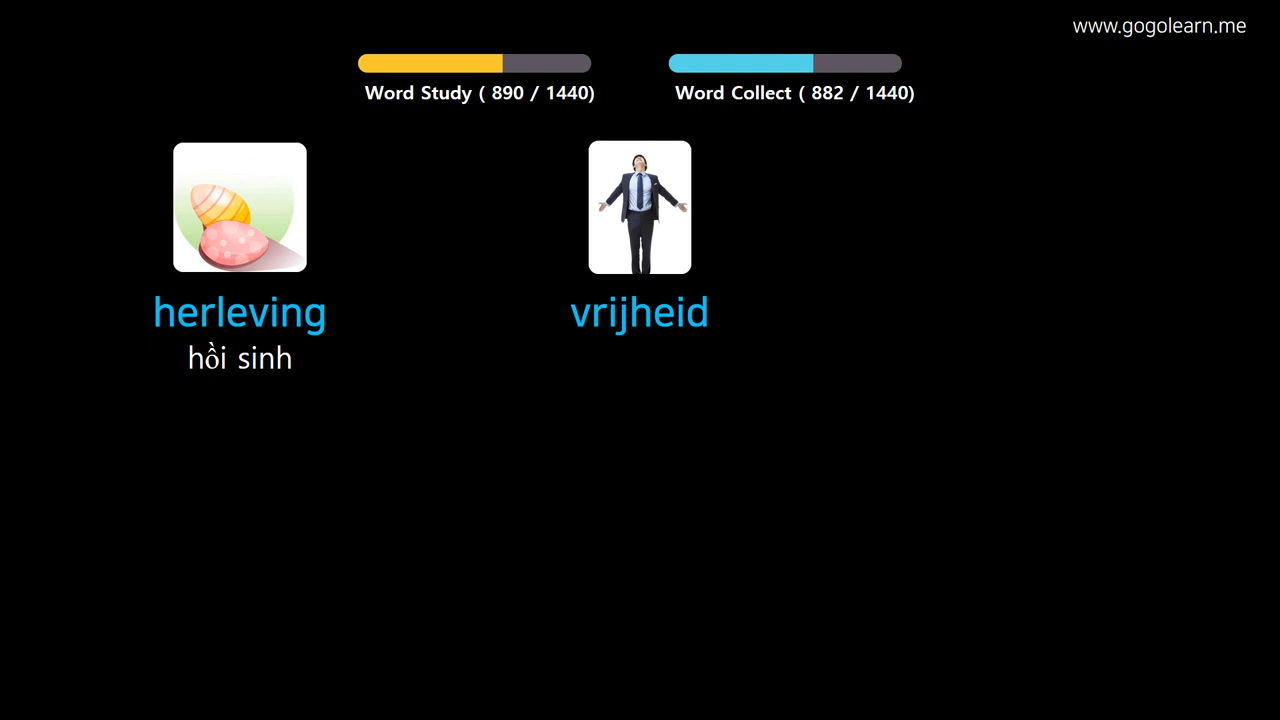 www.gogolearn.me
Word Study ( 890 / 1440)
Word Collect ( 882 / 1440)
herleving
vrijheid
hồi sinh